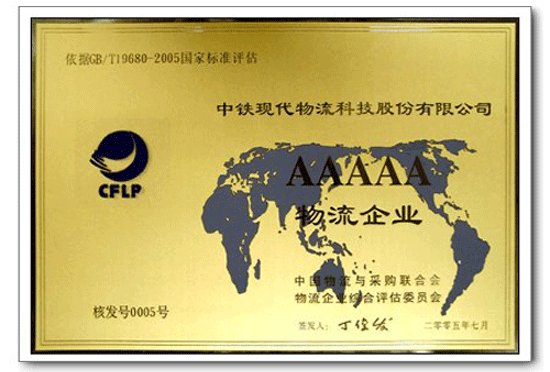 依据GB/T19680-2005国家标准评估
中铁现代物流科技股份有限公司
CFLP
AAAAA
物流企业
中国物流与采购联合会
物流企业综合评估委员会
核发号0005号
签发人：丁俊发
二零零五年七月